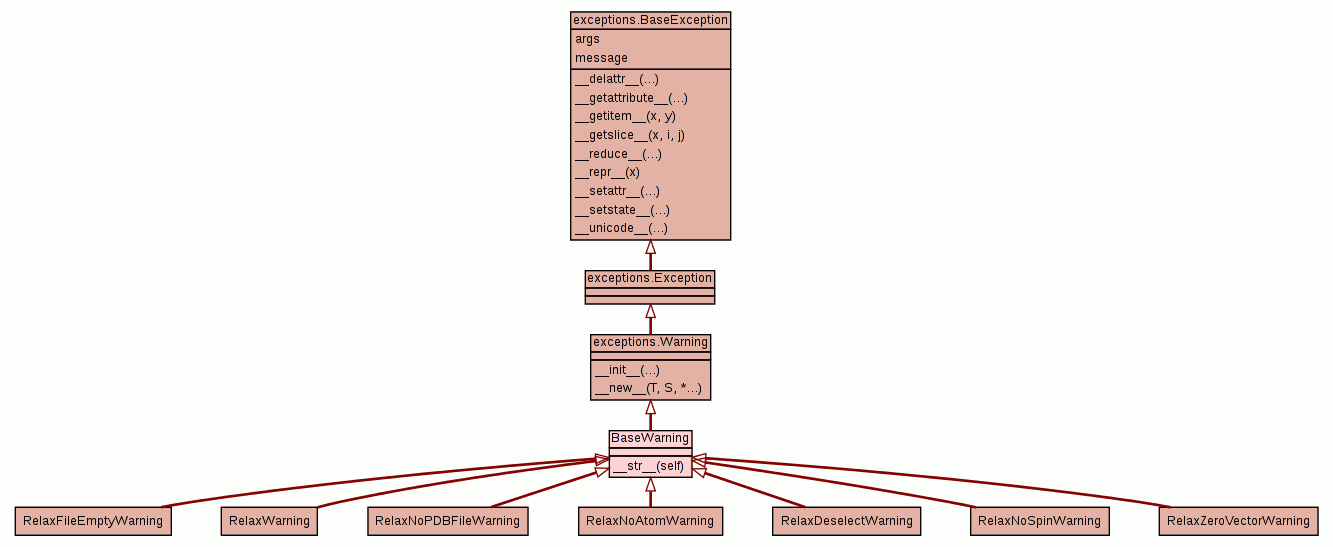 exceptions.BaseException
args
message
__delattr__(...)
__getattribute__(...)
__getitem__(x, y)
__getslice__(x, i, j)
__reduce__(...)
__repr__(x)
__setattr__(...)
__setstate__(...)
__unicode__(...)
exceptions.Exception
exceptions.Warning
__init__(...)
__new__(T, S, *...)
BaseWarning
__str__(self)
RelaxFileEmptyWarning
RelaxWarning
RelaxNoPDBFileWarning
RelaxNoAtomWarning
RelaxDeselectWarning
RelaxNoSpinWarning
RelaxZeroVectorWarning